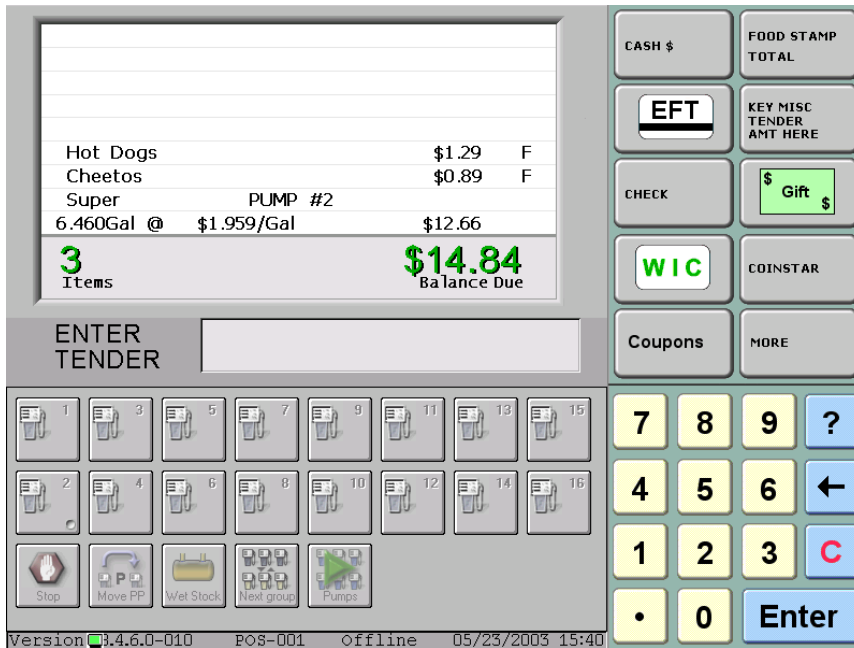 Hot Dogs $1.29 F
Cheetos $0.89 F
Super PUMP #2
6.460Gal @ $1.959/Gal $12.66
3 $14.84
Items Balance Due
ENTER
TENDER
CASH $
FOOD STAMP
TOTAL
EFT
KEY MISC
TENDER
AMT HERE
CHECK
$ Gift $
WIC
COINSTAR
Coupons
MORE
1 3 5 7 9 11 13 15
2 4 6 8 10 12 14 16
P
Stop Move PP Wet Stock Next group Pumps
7 8 9 ?
4 5 6 ←
1 2 3 C
. 0 Enter
Version 3.4.6.0-010 POS-001 Offline 05/23/2003 15:40